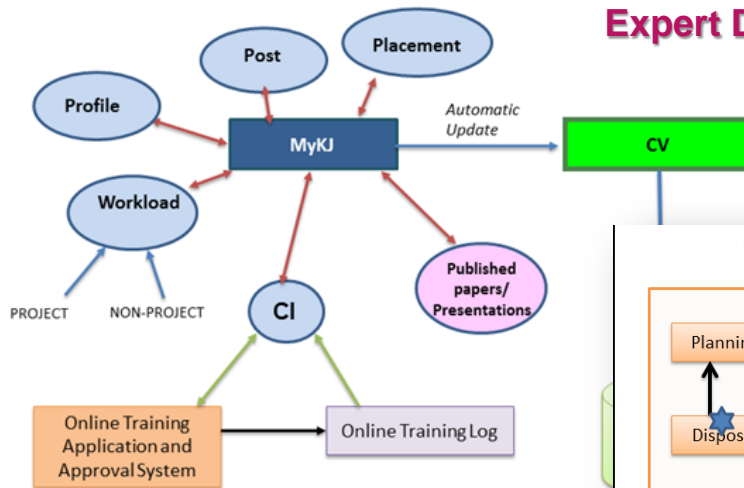 Expert D
Placement
Post
Profile
Automatic
Update
MyKJ
CV
Workload
Published
papers/
Presentations
PROJECT
NON-PROJECT
CI
Plannin
Dispos
Online Training
Application and
Approval System
Online Training Log